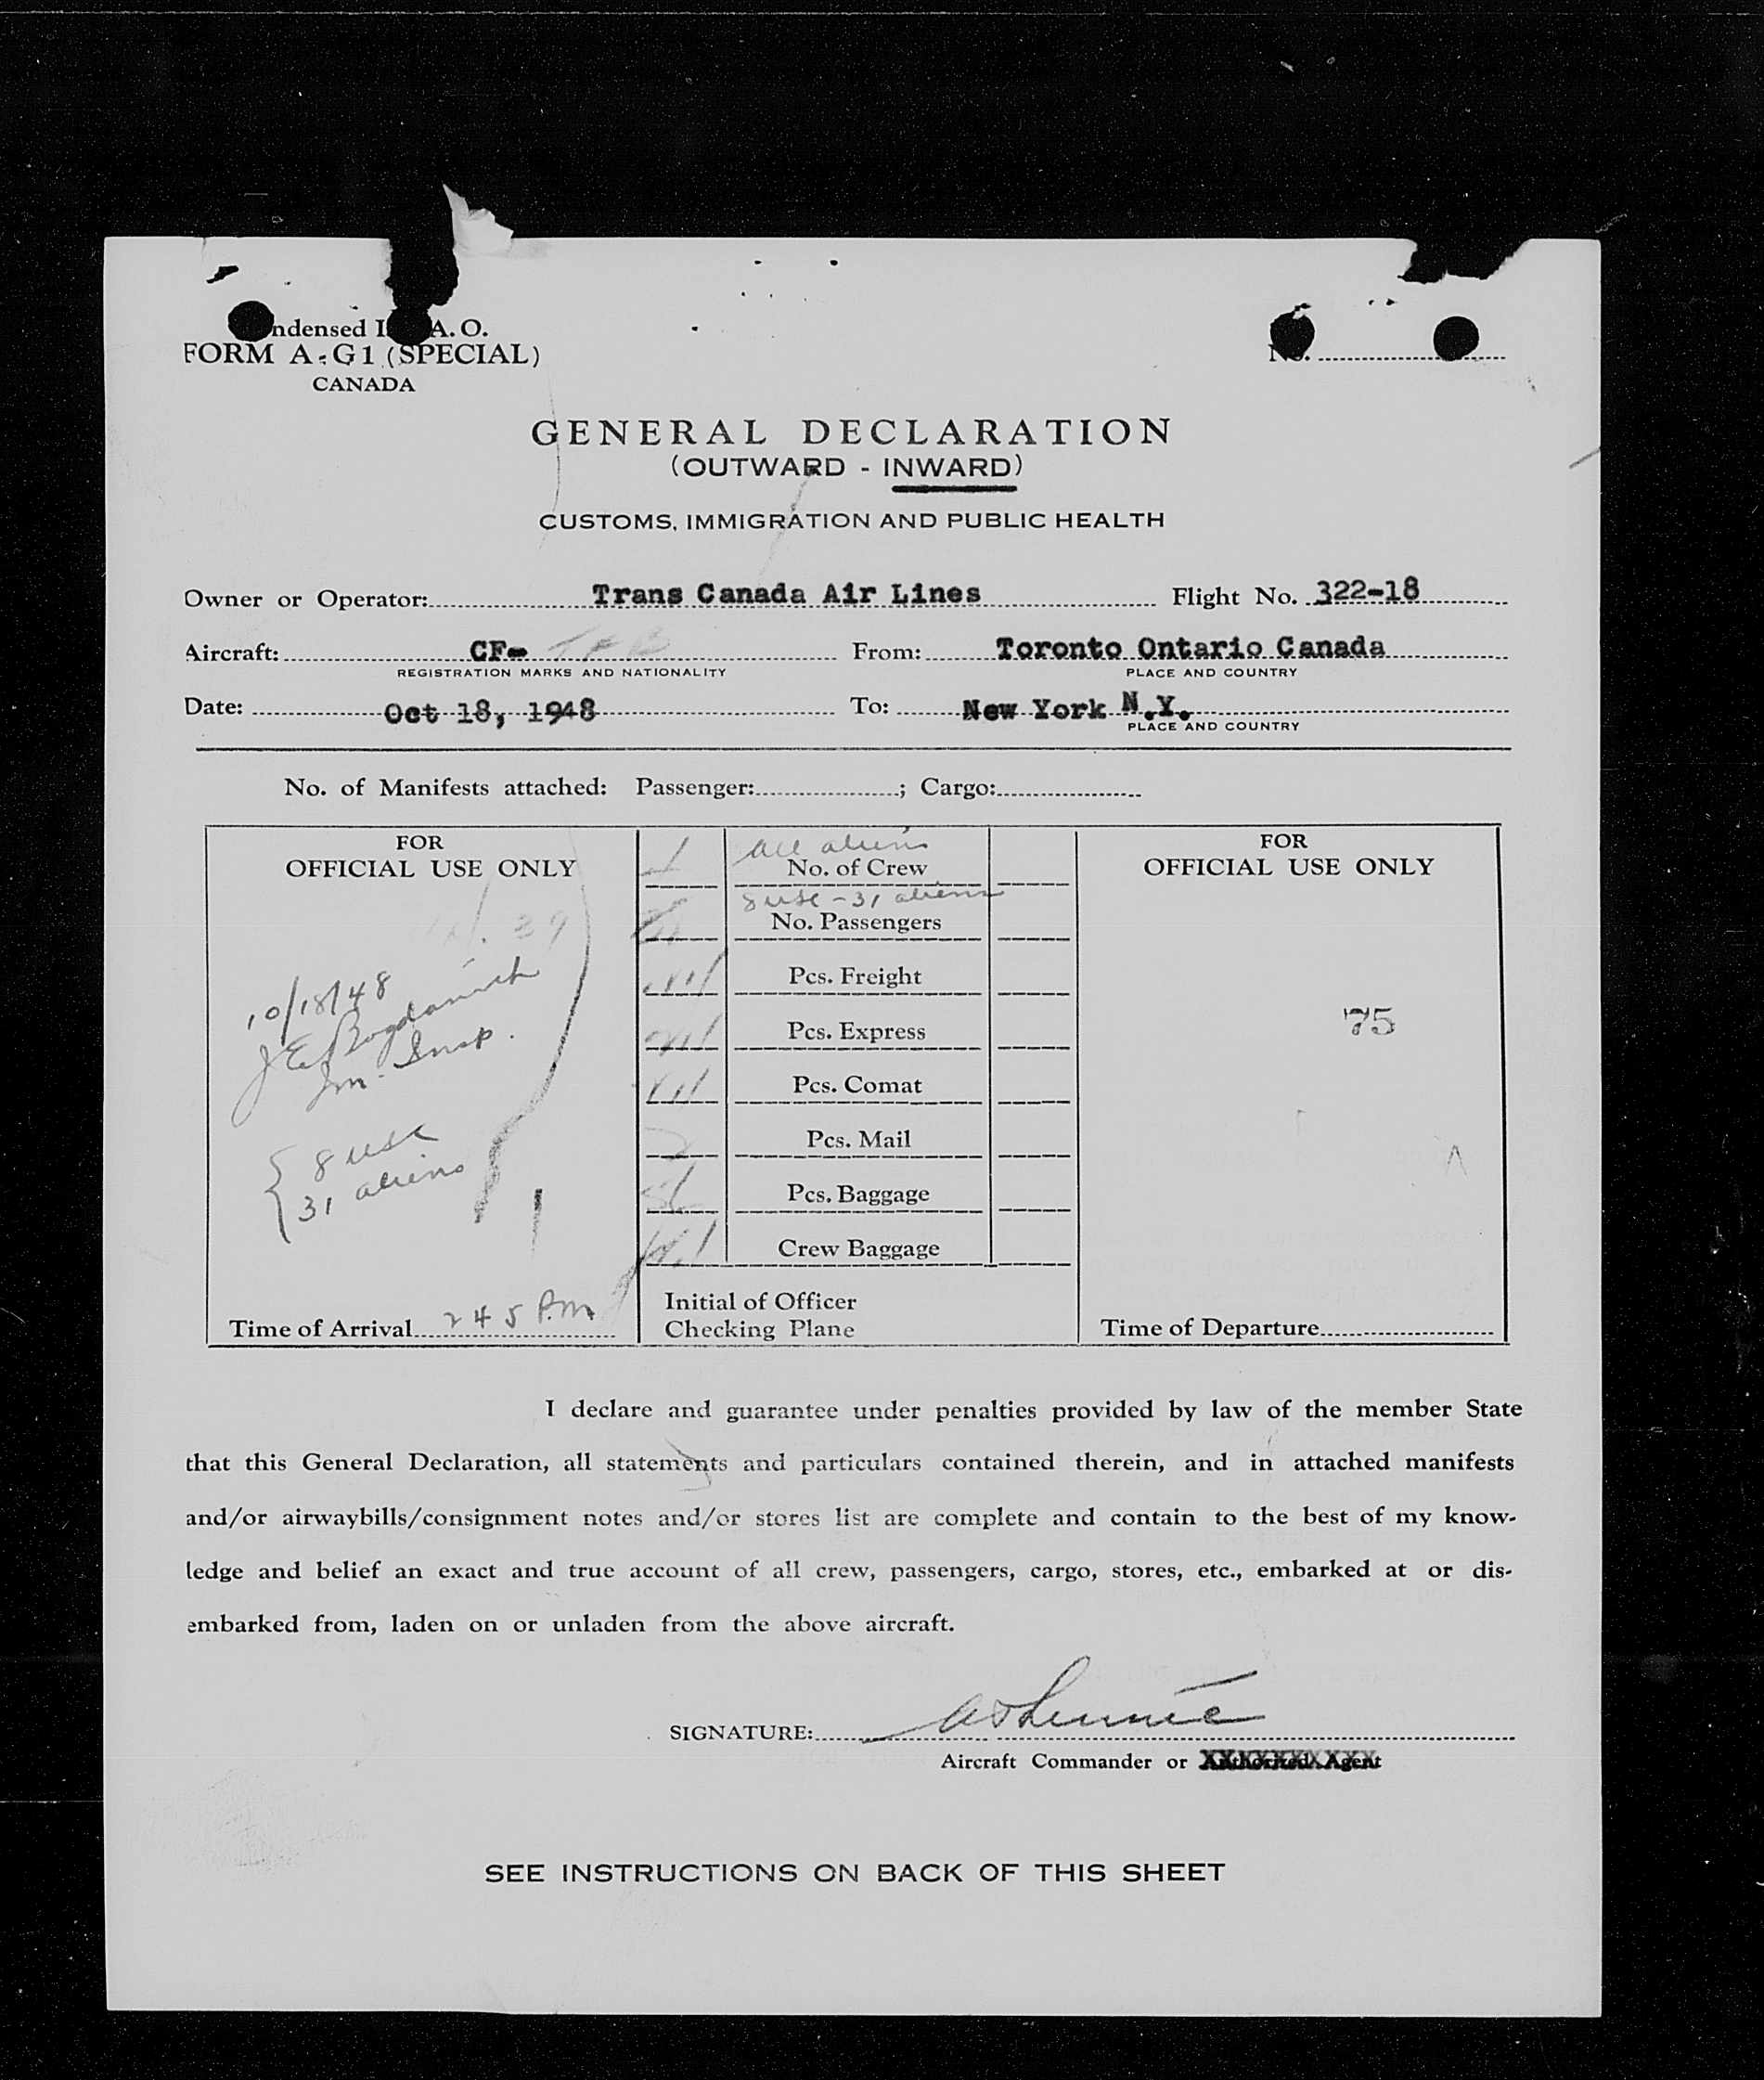 ndensed I A. O.
FORM A-G1 (SPECIAL)
CANADA
No.
GENERAL DECLARATION
(OUTWARD - INWARD)
CUSTOMS, IMMIGRATION AND PUBLIC HEALTH
Owner or Operator: Trans Canada Air Lines Flight No. 322-18
Aircraft: CF- From: Toronto Ontario Canada
REGISTRATION MARKS AND NATIONALITY PLACE AND COUNTRY
Date: Oct 18, 1948 To: New York N.Y.
PLACE AND COUNTRY
No. of Manifests attached: Passenger: ; Cargo:
FOR
OFFICIAL USE ONLY
39
10/18/48
J E Bogdanich
Im. Insp.
8 usc
31 aliens
Time of Arrival 245 P.m
all aliens
No. of Crew
8 usc - 31 aliens
No. Passengers
Pcs. Freight
Pcs. Express
Pcs. Comat
Pcs. Mail
Pcs. Baggage
Crew Baggage
Initial of Officer
Checking Plane
FOR
OFFICIAL USE ONLY
75
Time of Departure
I declare and guarantee under penalties provided by law of the member State
that this General Declaration, all statements and particulars contained therein, and in attached manifests
and/or airwaybills/consignment notes and/or stores list are complete and contain to the best of my know-
ledge and belief an exact and true account of all crew, passengers, cargo, stores, etc., embarked at or dis-
embarked from, laden on or unladen from the above aircraft.
SIGNATURE:
Aircraft Commander or Authorized Agent
SEE INSTRUCTIONS ON BACK OF THIS SHEET